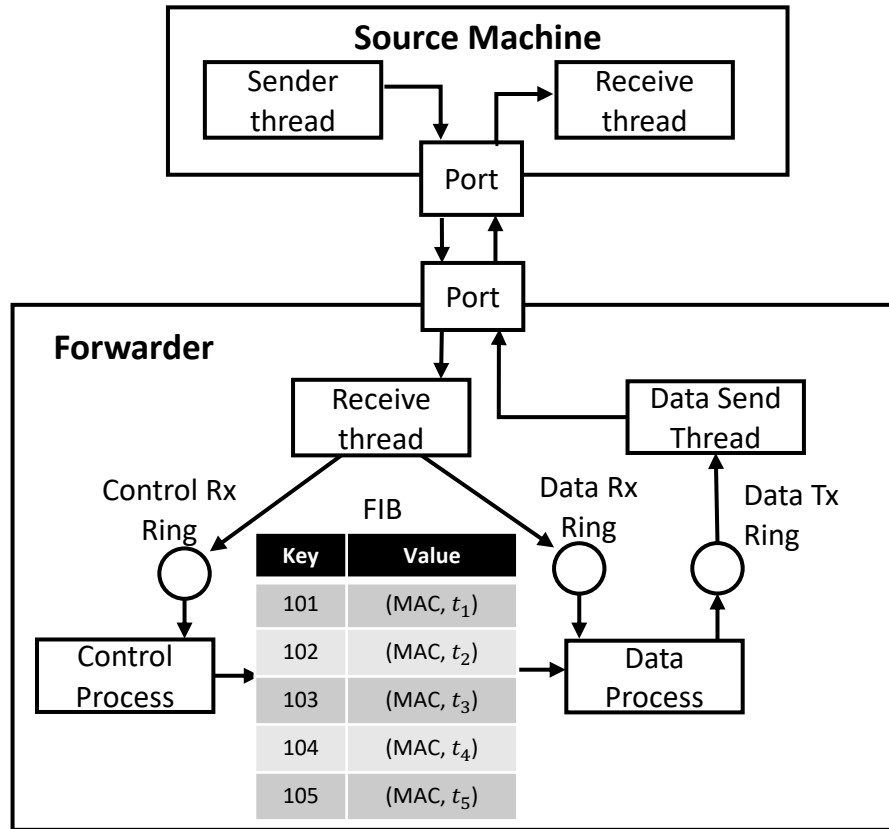 Source Machine
Sender
thread
Receive
thread
Port
Port
Forwarder
Receive
thread
Data Send
Thread
Control Rx
Ring
FIB
Data Rx
Ring
Data Tx
Ring
Key Value
101 (MAC, t₁)
102 (MAC, t₂)
103 (MAC, t₃)
104 (MAC, t₄)
105 (MAC, t₅)
Control
Process
Data
Process